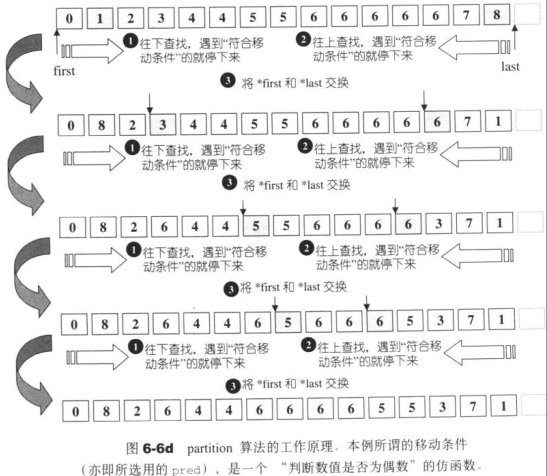 0 1 2 3 4 4 5 5 6 6 6 6 6 7 8
first
1 往下查找，遇到“符合移
动条件”的就停下来
2 往上查找，遇到“符合移
动条件”的就停下来
last
3 将 *first 和 *last 交换
0 8 2 3 4 4 5 5 6 6 6 6 6 7 1
1 往下查找，遇到“符合移
动条件”的就停下来
2 往上查找，遇到“符合移
动条件”的就停下来
3 将 *first 和 *last 交换
0 8 2 6 4 4 5 5 6 6 6 6 3 7 1
1 往下查找，遇到“符合移
动条件”的就停下来
2 往上查找，遇到“符合移
动条件”的就停下来
3 将 *first 和 *last 交换
0 8 2 6 4 4 6 5 6 6 6 5 3 7 1
1 往下查找，遇到“符合移
动条件”的就停下来
2 往上查找，遇到“符合移
动条件”的就停下来
3 将 *first 和 *last 交换
0 8 2 6 4 4 6 6 6 6 5 5 3 7 1
图 6-6d partition 算法的工作原理。本例所谓的移动条件
（亦即所选用的 pred），是一个 “判断数值是否为偶数”的仿函数。